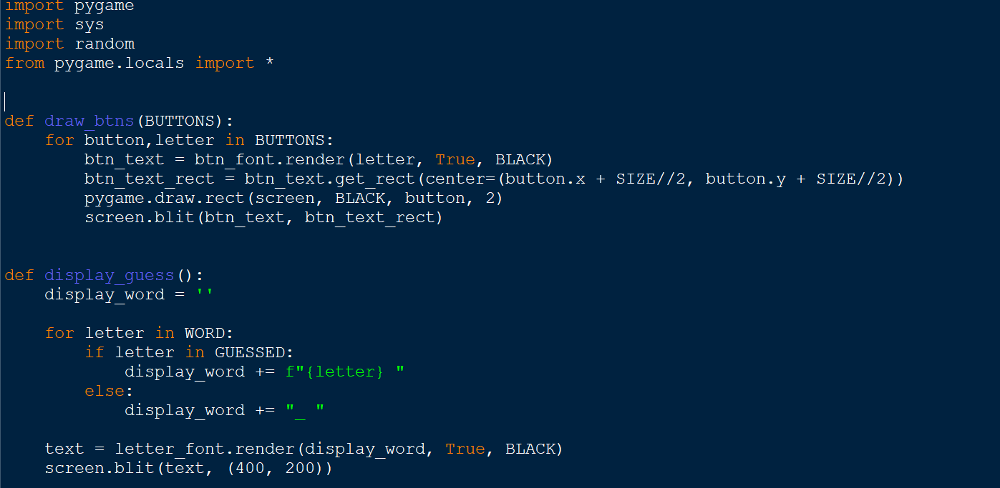 import pygame
import sys
import random
from pygame.locals import *
def draw_btns(BUTTONS):
    for button,letter in BUTTONS:
        btn_text = btn_font.render(letter, True, BLACK)
        btn_text_rect = btn_text.get_rect(center=(button.x + SIZE//2, button.y + SIZE//2))
        pygame.draw.rect(screen, BLACK, button, 2)
        screen.blit(btn_text, btn_text_rect)
def display_guess():
    display_word = ''
    for letter in WORD:
        if letter in GUESSED:
            display_word += f"{letter} "
        else:
            display_word += "_ "
    text = letter_font.render(display_word, True, BLACK)
    screen.blit(text, (400, 200))